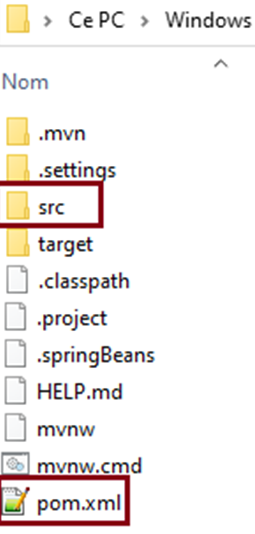 Ce PC > Windows
Nom
.mvn
.settings
src
target
.classpath
.project
.springBeans
HELP.md
mvnw
mvnw.cmd
pom.xml